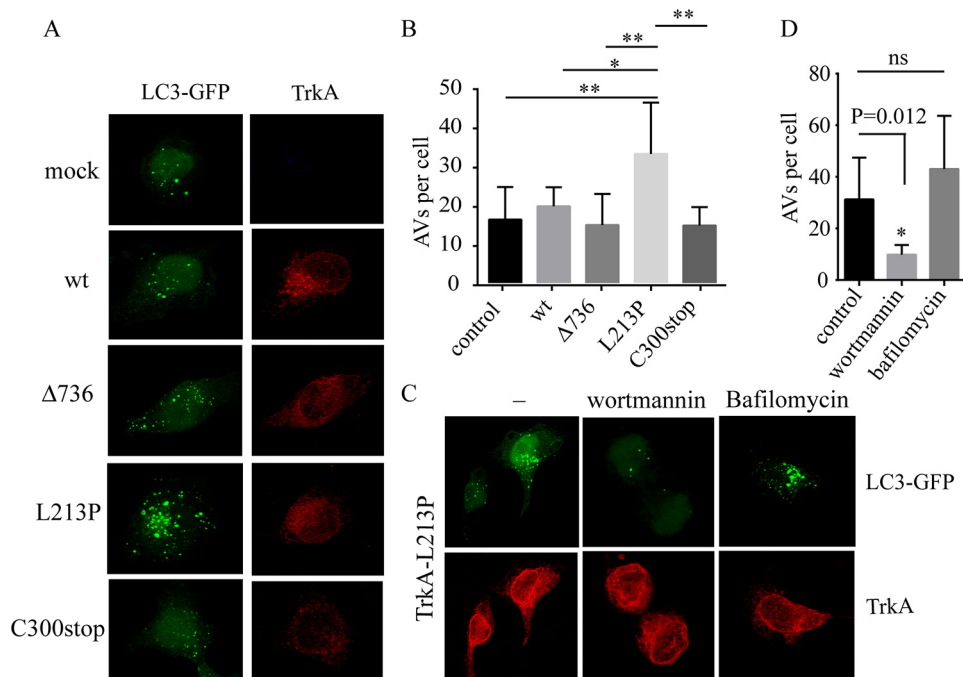 A
LC3-GFP TrkA
mock
wt
Δ736
L213P
C300stop
B
**
**
*
**
AVs per cell
50
40
30
20
10
0
control
wt
Δ736
L213P
C300stop
D
ns
P=0.012
AVs per cell
80
60
40
20
0
*
control
wortmannin
bafilomycin
C
– wortmannin Bafilomycin
TrkA-L213P
LC3-GFP
TrkA